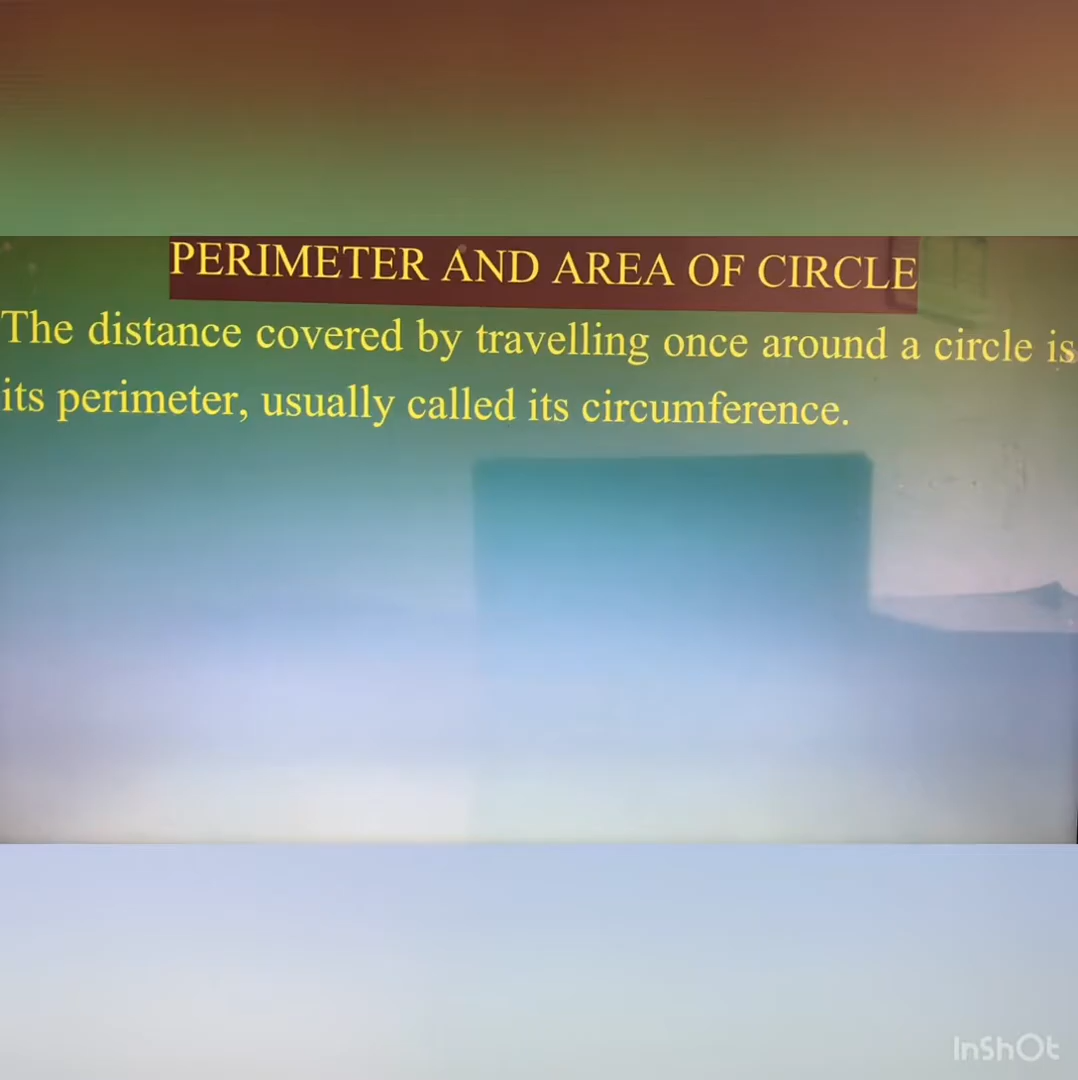 PERIMETER AND AREA OF CIRCLE
The distance covered by travelling once around a circle is
its perimeter, usually called its circumference.
InShOt